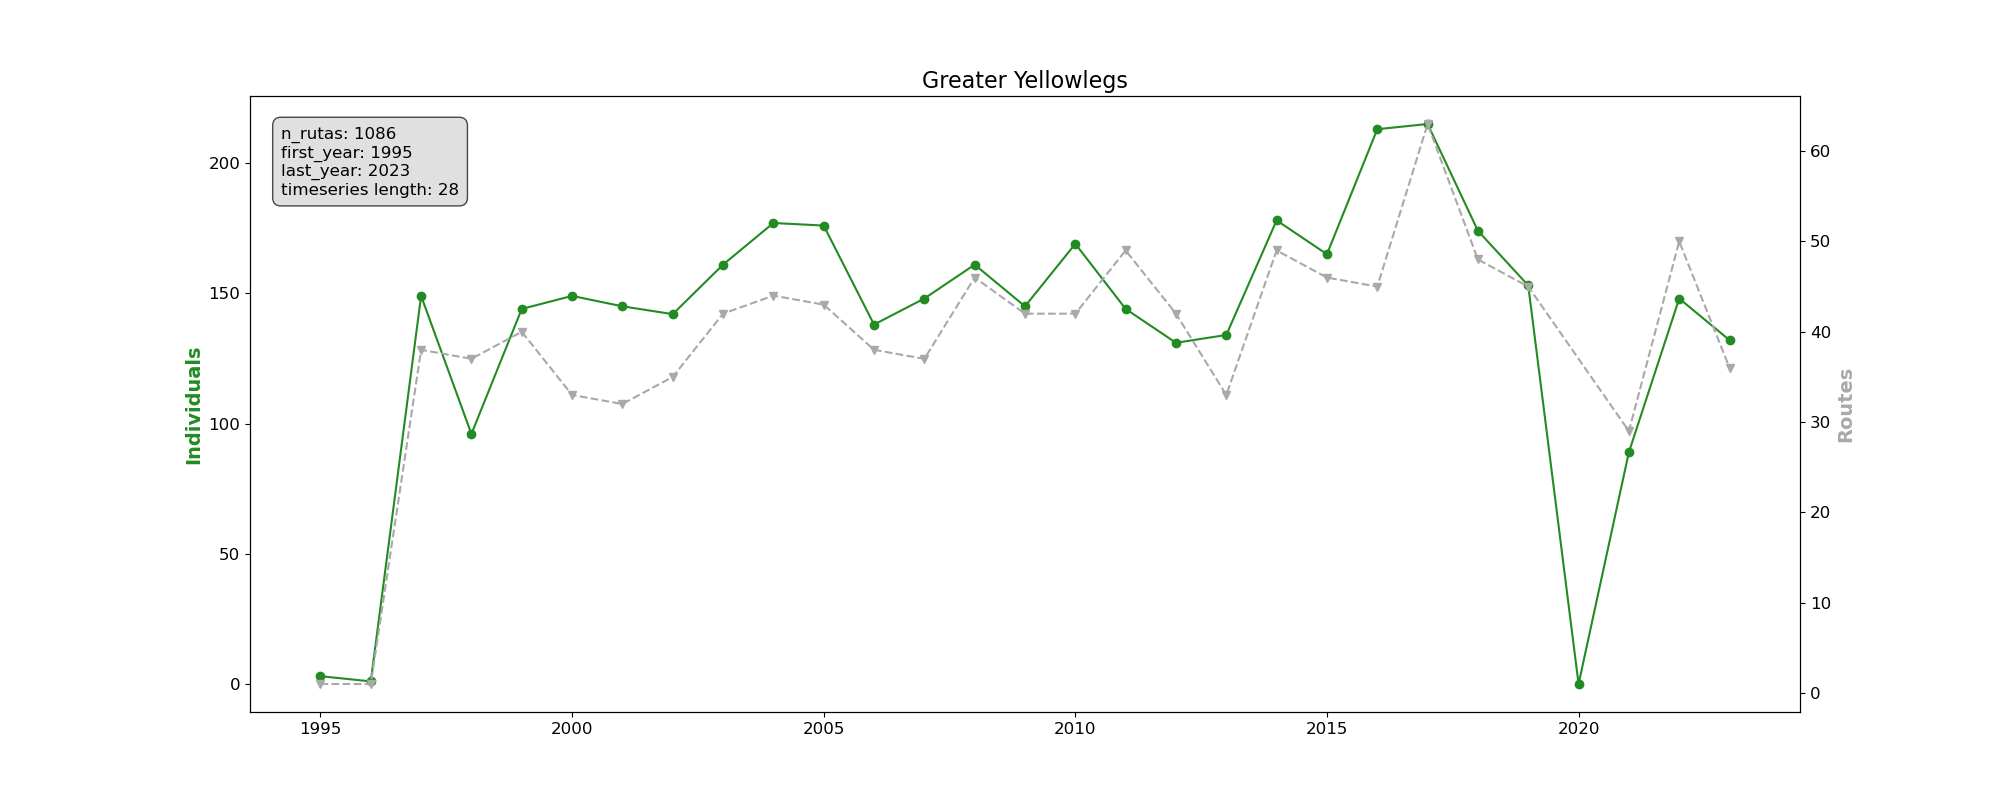 Greater Yellowlegs
n_rutas: 1086
first_year: 1995
last_year: 2023
timeseries length: 28
Individuals
200
150
100
50
0
Routes
60
50
40
30
20
10
0
1995 2000 2005 2010 2015 2020